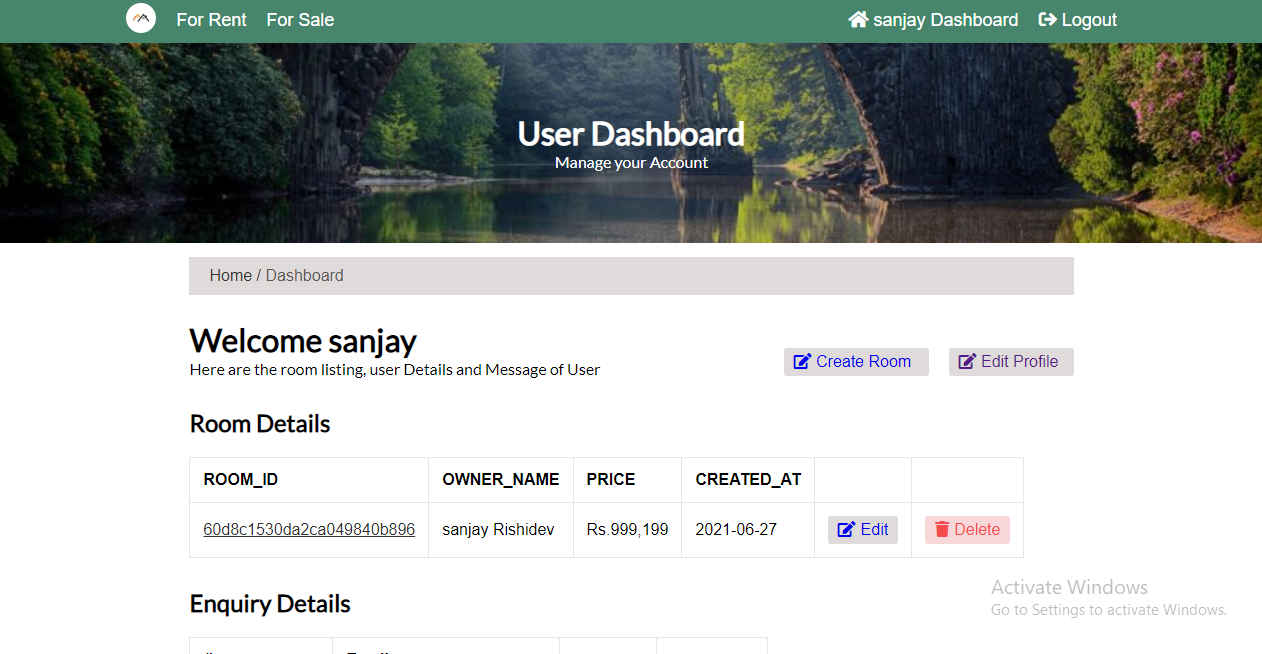 For Rent For Sale sanjay Dashboard Logout
User Dashboard
Manage your Account
Home / Dashboard
Welcome sanjay
Here are the room listing, user Details and Message of User
Create Room Edit Profile
Room Details
ROOM_ID OWNER_NAME PRICE CREATED_AT
60d8c1530da2ca049840b896 sanjay Rishidev Rs.999,199 2021-06-27 Edit Delete
Activate Windows
Go to Settings to activate Windows.
Enquiry Details